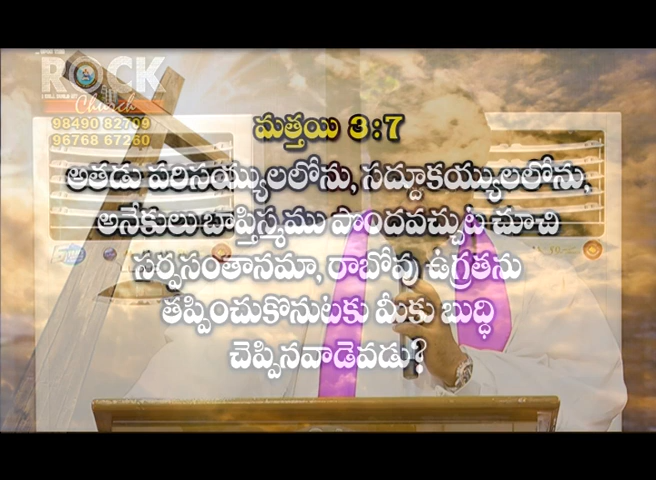 ROCK
Church
98490 82709
96768 67260
మత్తయి 3:7
అతడు పరిసయ్యులలోను, సద్దూకయ్యులలోను,
అనేకులు బాప్తిస్మము పొందవచ్చుట చూచి
సర్పసంతానమా, రాబోవు ఉగ్రతను
తప్పించుకొనుటకు మీకు బుద్ధి
చెప్పినవాడెవడు?